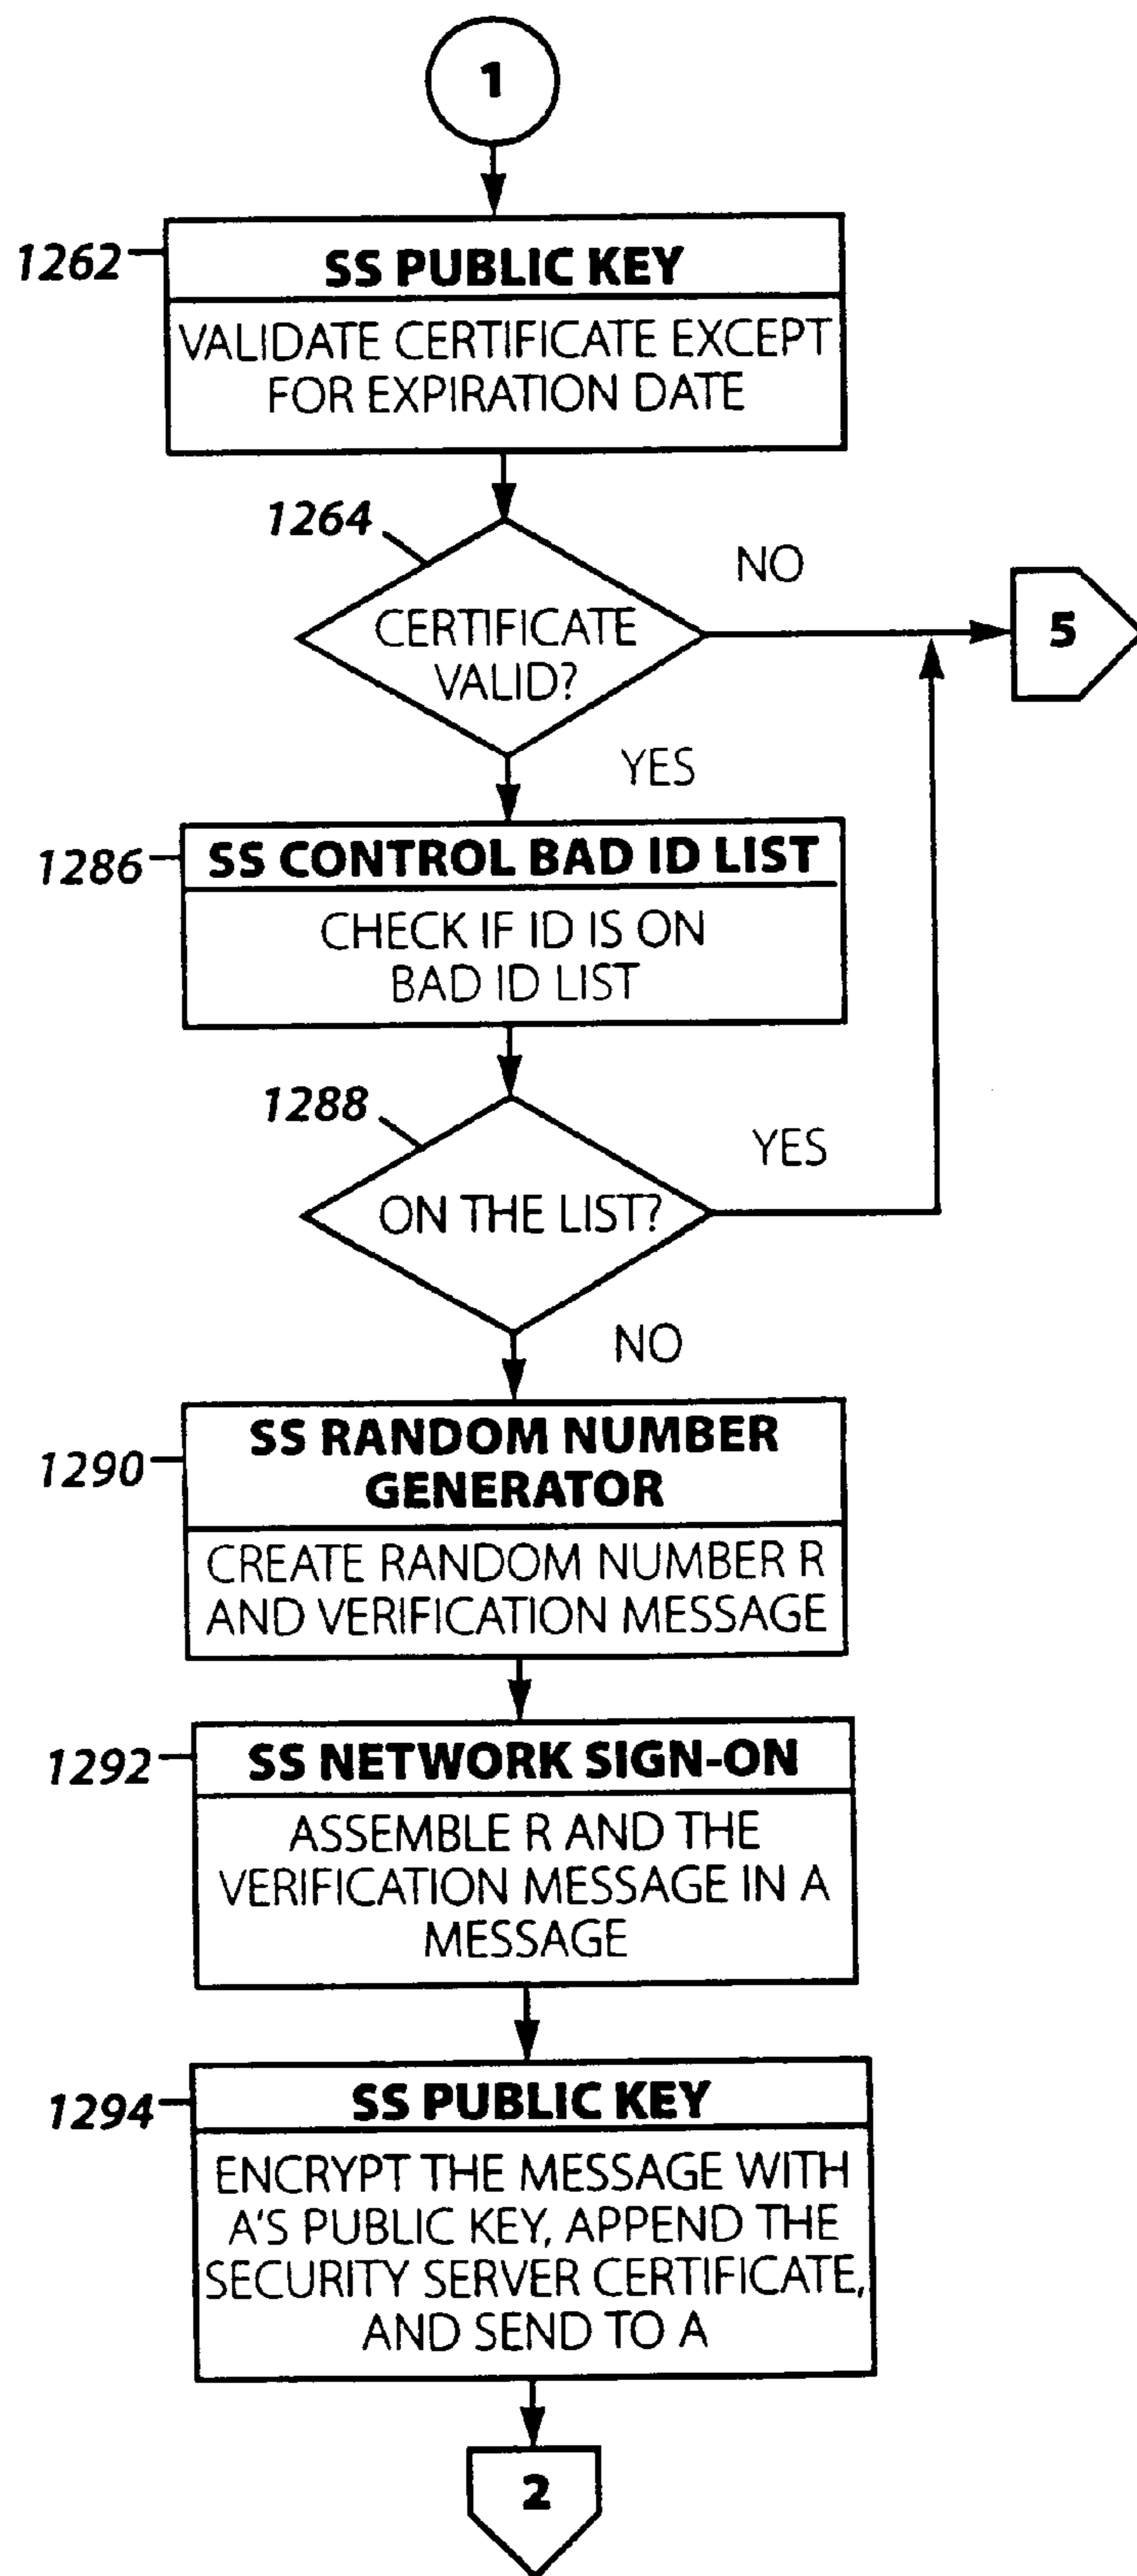 1
1262
SS PUBLIC KEY
VALIDATE CERTIFICATE EXCEPT
FOR EXPIRATION DATE
1264
NO
CERTIFICATE
VALID?
5
YES
1286
SS CONTROL BAD ID LIST
CHECK IF ID IS ON
BAD ID LIST
1288
YES
ON THE LIST?
NO
1290
SS RANDOM NUMBER
GENERATOR
CREATE RANDOM NUMBER R
AND VERIFICATION MESSAGE
1292
SS NETWORK SIGN-ON
ASSEMBLE R AND THE
VERIFICATION MESSAGE IN A
MESSAGE
1294
SS PUBLIC KEY
ENCRYPT THE MESSAGE WITH
A'S PUBLIC KEY, APPEND THE
SECURITY SERVER CERTIFICATE,
AND SEND TO A
2